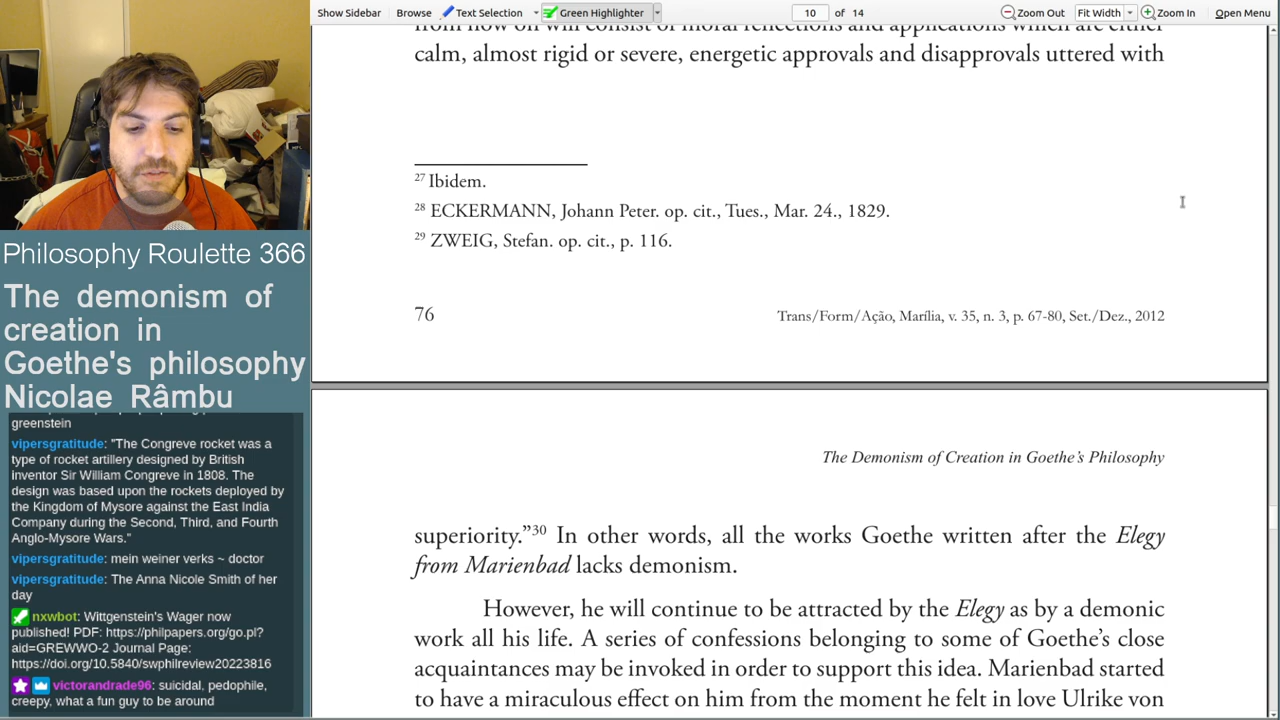 Show Sidebar Browse Text Selection Green Highlighter 10 of 14 Zoom Out Fit Width Zoom In Open Menu
calm, almost rigid or severe, energetic approvals and disapprovals uttered with
27 Ibidem.
28 ECKERMANN, Johann Peter. op. cit., Tues., Mar. 24., 1829.
29 ZWEIG, Stefan. op. cit., p. 116.
76 Trans/Form/Ação, Marília, v. 35, n. 3, p. 67-80, Set./Dez., 2012
The Demonism of Creation in Goethe's Philosophy
superiority.”30 In other words, all the works Goethe written after the Elegy
from Marienbad lacks demonism.
However, he will continue to be attracted by the Elegy as by a demonic
work all his life. A series of confessions belonging to some of Goethe's close
acquaintances may be invoked in order to support this idea. Marienbad started
to have a miraculous effect on him from the moment he felt in love Ulrike von
Philosophy Roulette 366
The demonism of
creation in
Goethe's philosophy
Nicolae Râmbu
greenstein
vipersgratitude: "The Congreve rocket was a
type of rocket artillery designed by British
inventor Sir William Congreve in 1808. The
design was based upon the rockets deployed by
the Kingdom of Mysore against the East India
Company during the Second, Third, and Fourth
Anglo-Mysore Wars."
vipersgratitude: mein weiner verks ~ doctor
vipersgratitude: The Anna Nicole Smith of her
day
nxwbot: Wittgenstein's Wager now
published! PDF: https://philpapers.org/go.pl?
aid=GREWWO-2 Journal Page:
https://doi.org/10.5840/swphilreview20223816
victorandrade96: suicidal, pedophile,
creepy, what a fun guy to be around